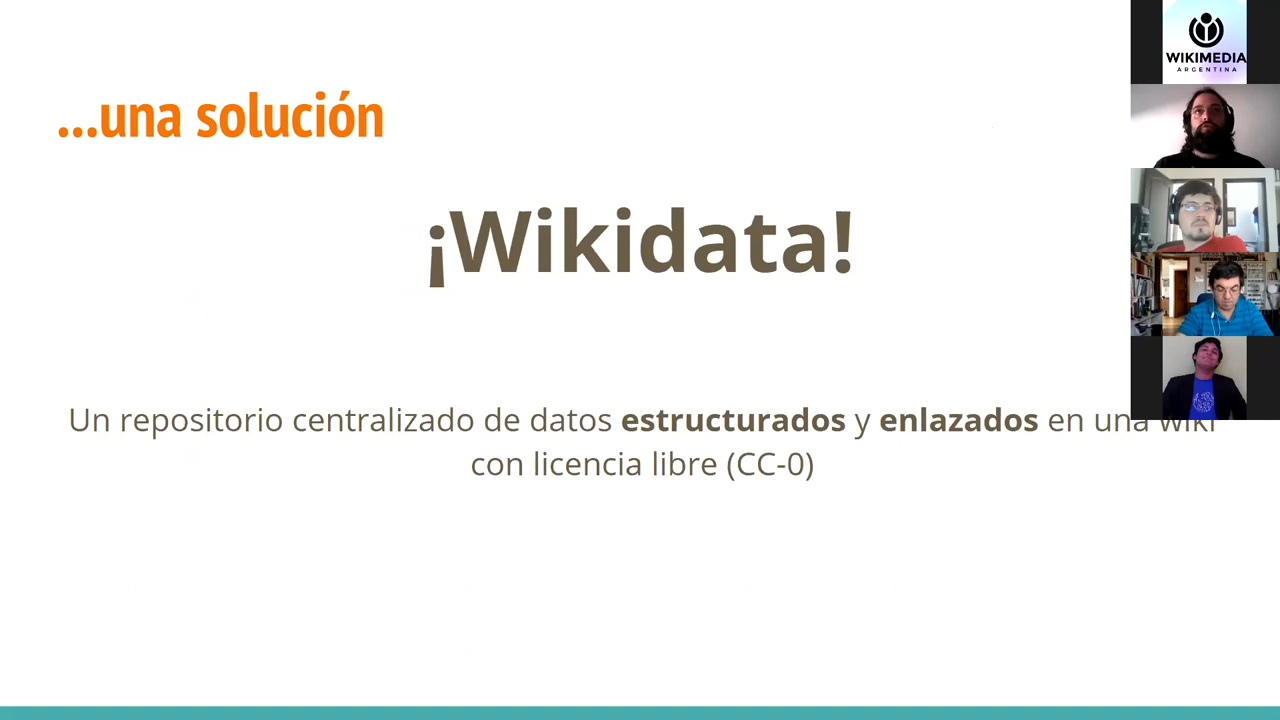 ...una solución
¡Wikidata!
Un repositorio centralizado de datos estructurados y enlazados en una wiki
con licencia libre (CC-0)
WIKIMEDIA
ARGENTINA